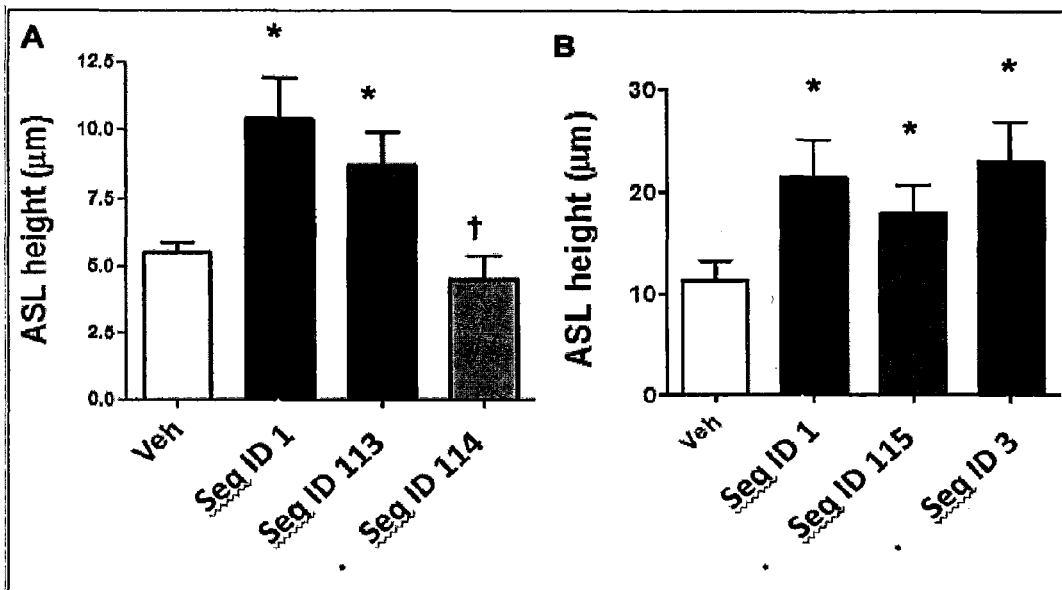 A
ASL height (μm)
12.5
10.0
7.5
5.0
2.5
0.0
*
*
†
Veh
Seq ID 1
Seq ID 113
Seq ID 114
B
ASL height (μm)
30
20
10
0
*
*
*
Veh
Seq ID 1
Seq ID 115
Seq ID 3